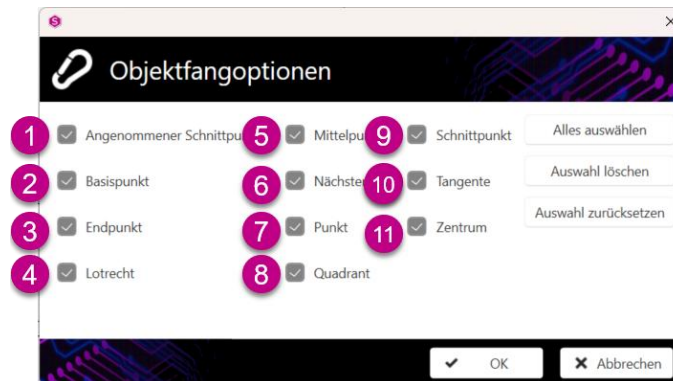 S
Objektfangoptionen
1 Angenommener Schnittpu
5 Mittelpu
9 Schnittpunkt
Alles auswählen
2 Basispunkt
6 Nächste
10 Tangente
Auswahl löschen
3 Endpunkt
7 Punkt
11 Zentrum
Auswahl zurücksetzen
4 Lotrecht
8 Quadrant
OK
Abbrechen